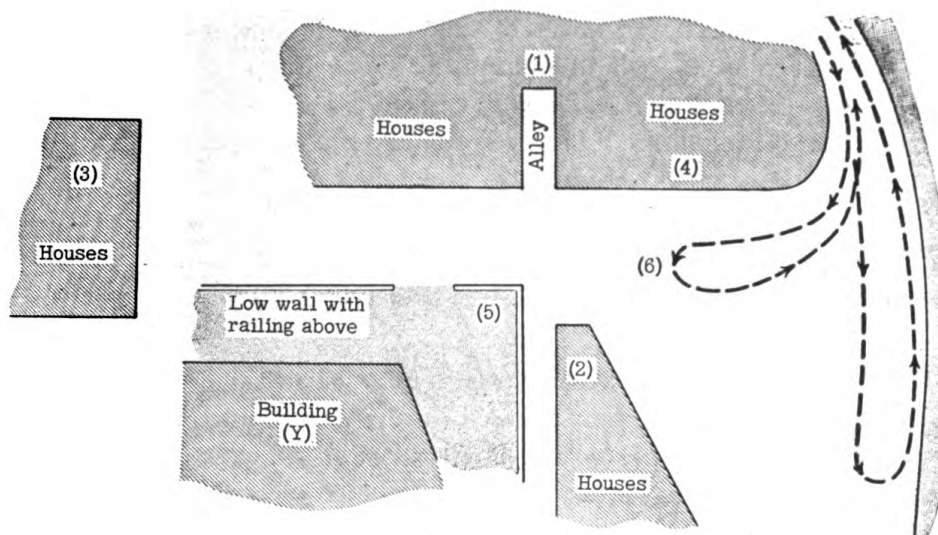 (1)
Houses
Alley
Houses
(4)
(3)
Houses
(6)
Low wall with
railing above
(5)
(2)
Building
(Y)
Houses